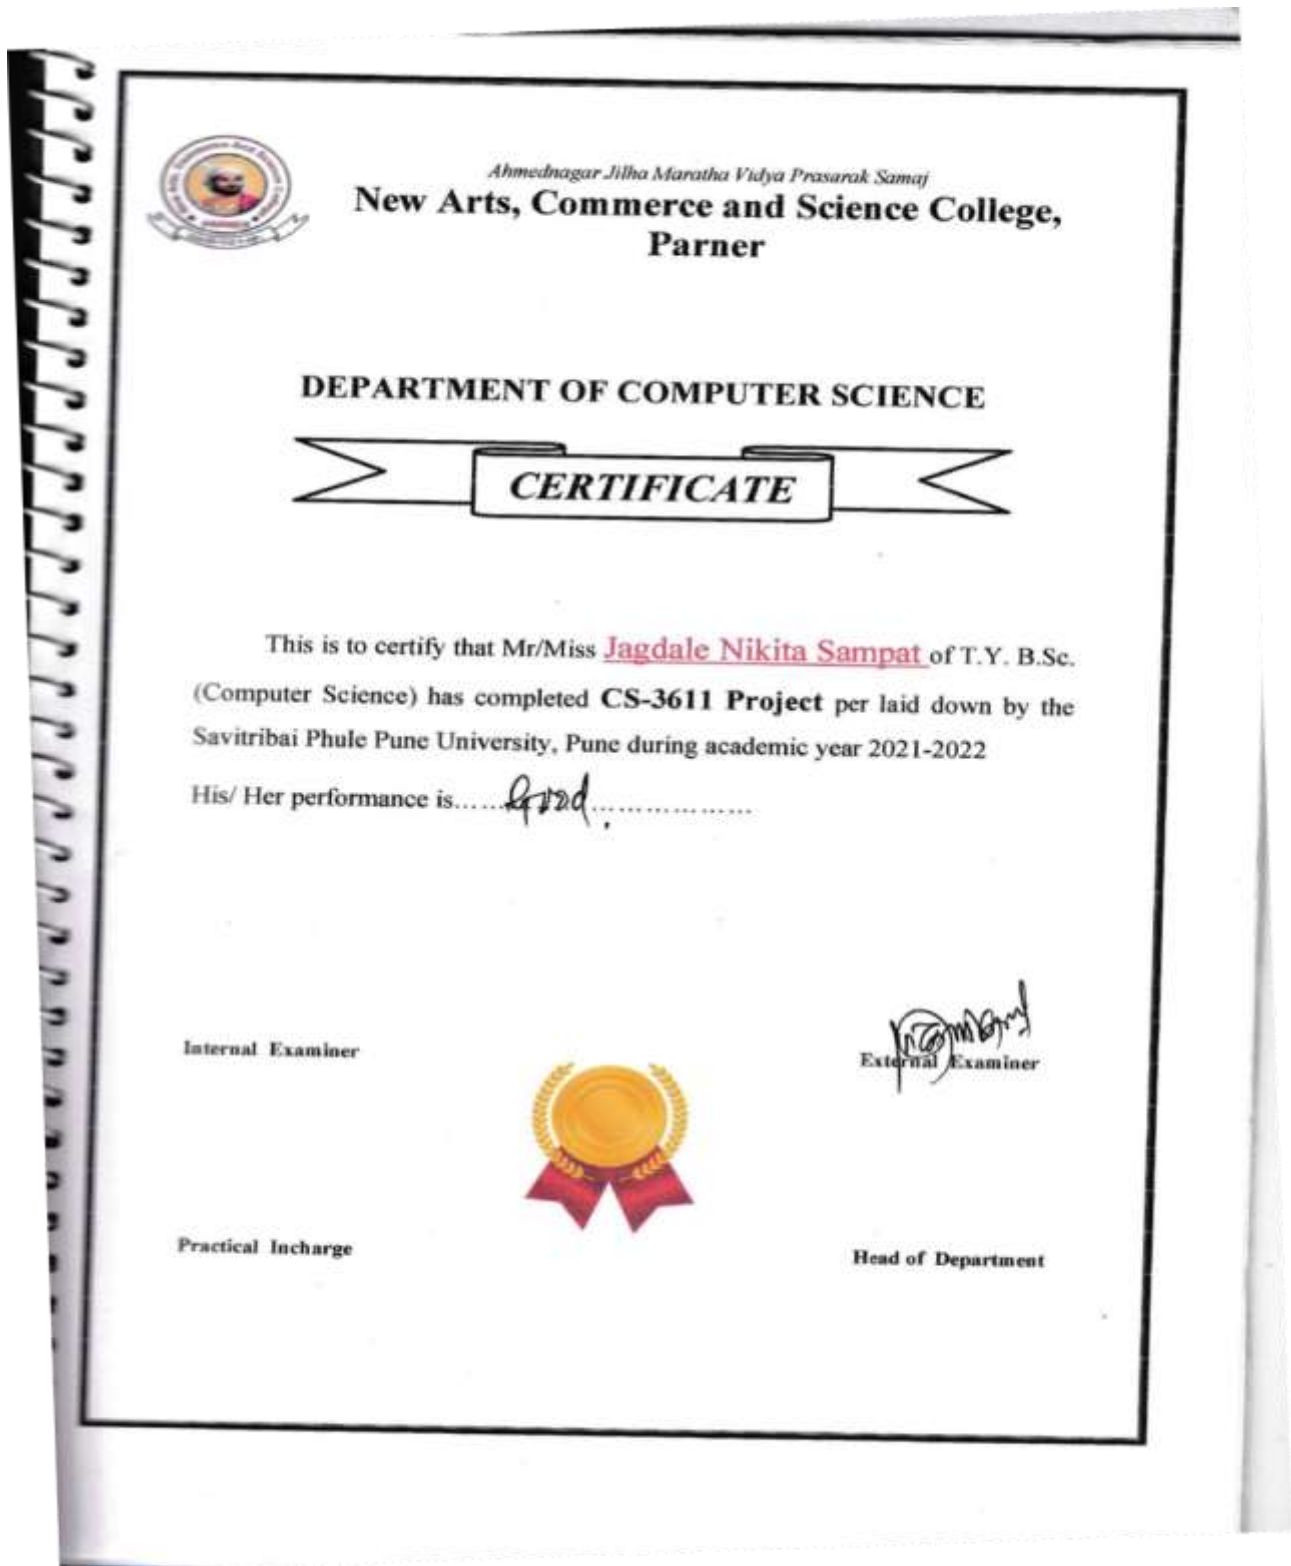 Ahmednagar Jilha Maratha Vidya Prasarak Samaj
New Arts, Commerce and Science College,
Parner
DEPARTMENT OF COMPUTER SCIENCE
CERTIFICATE
This is to certify that Mr/Miss Jagdale Nikita Sampat of T.Y. B.Sc.
(Computer Science) has completed CS-3611 Project per laid down by the
Savitribai Phule Pune University, Pune during academic year 2021-2022
His/ Her performance is......Good..................
Internal Examiner
External Examiner
Practical Incharge
Head of Department